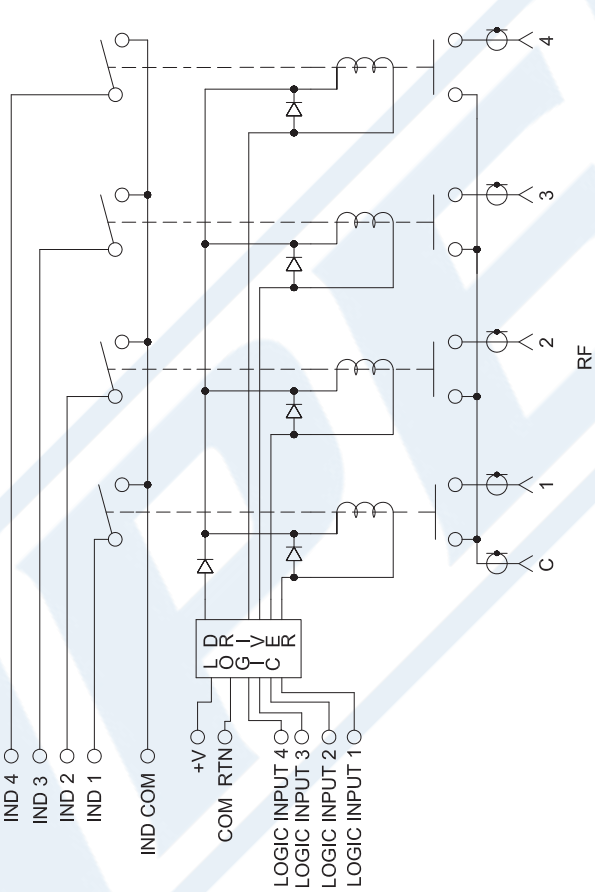 IND 4
IND 3
IND 2
IND 1
IND COM
+V
COM RTN
LOGIC INPUT 4
LOGIC INPUT 3
LOGIC INPUT 2
LOGIC INPUT 1
LOGIC
DRIVER
C
1
2
3
4
RF